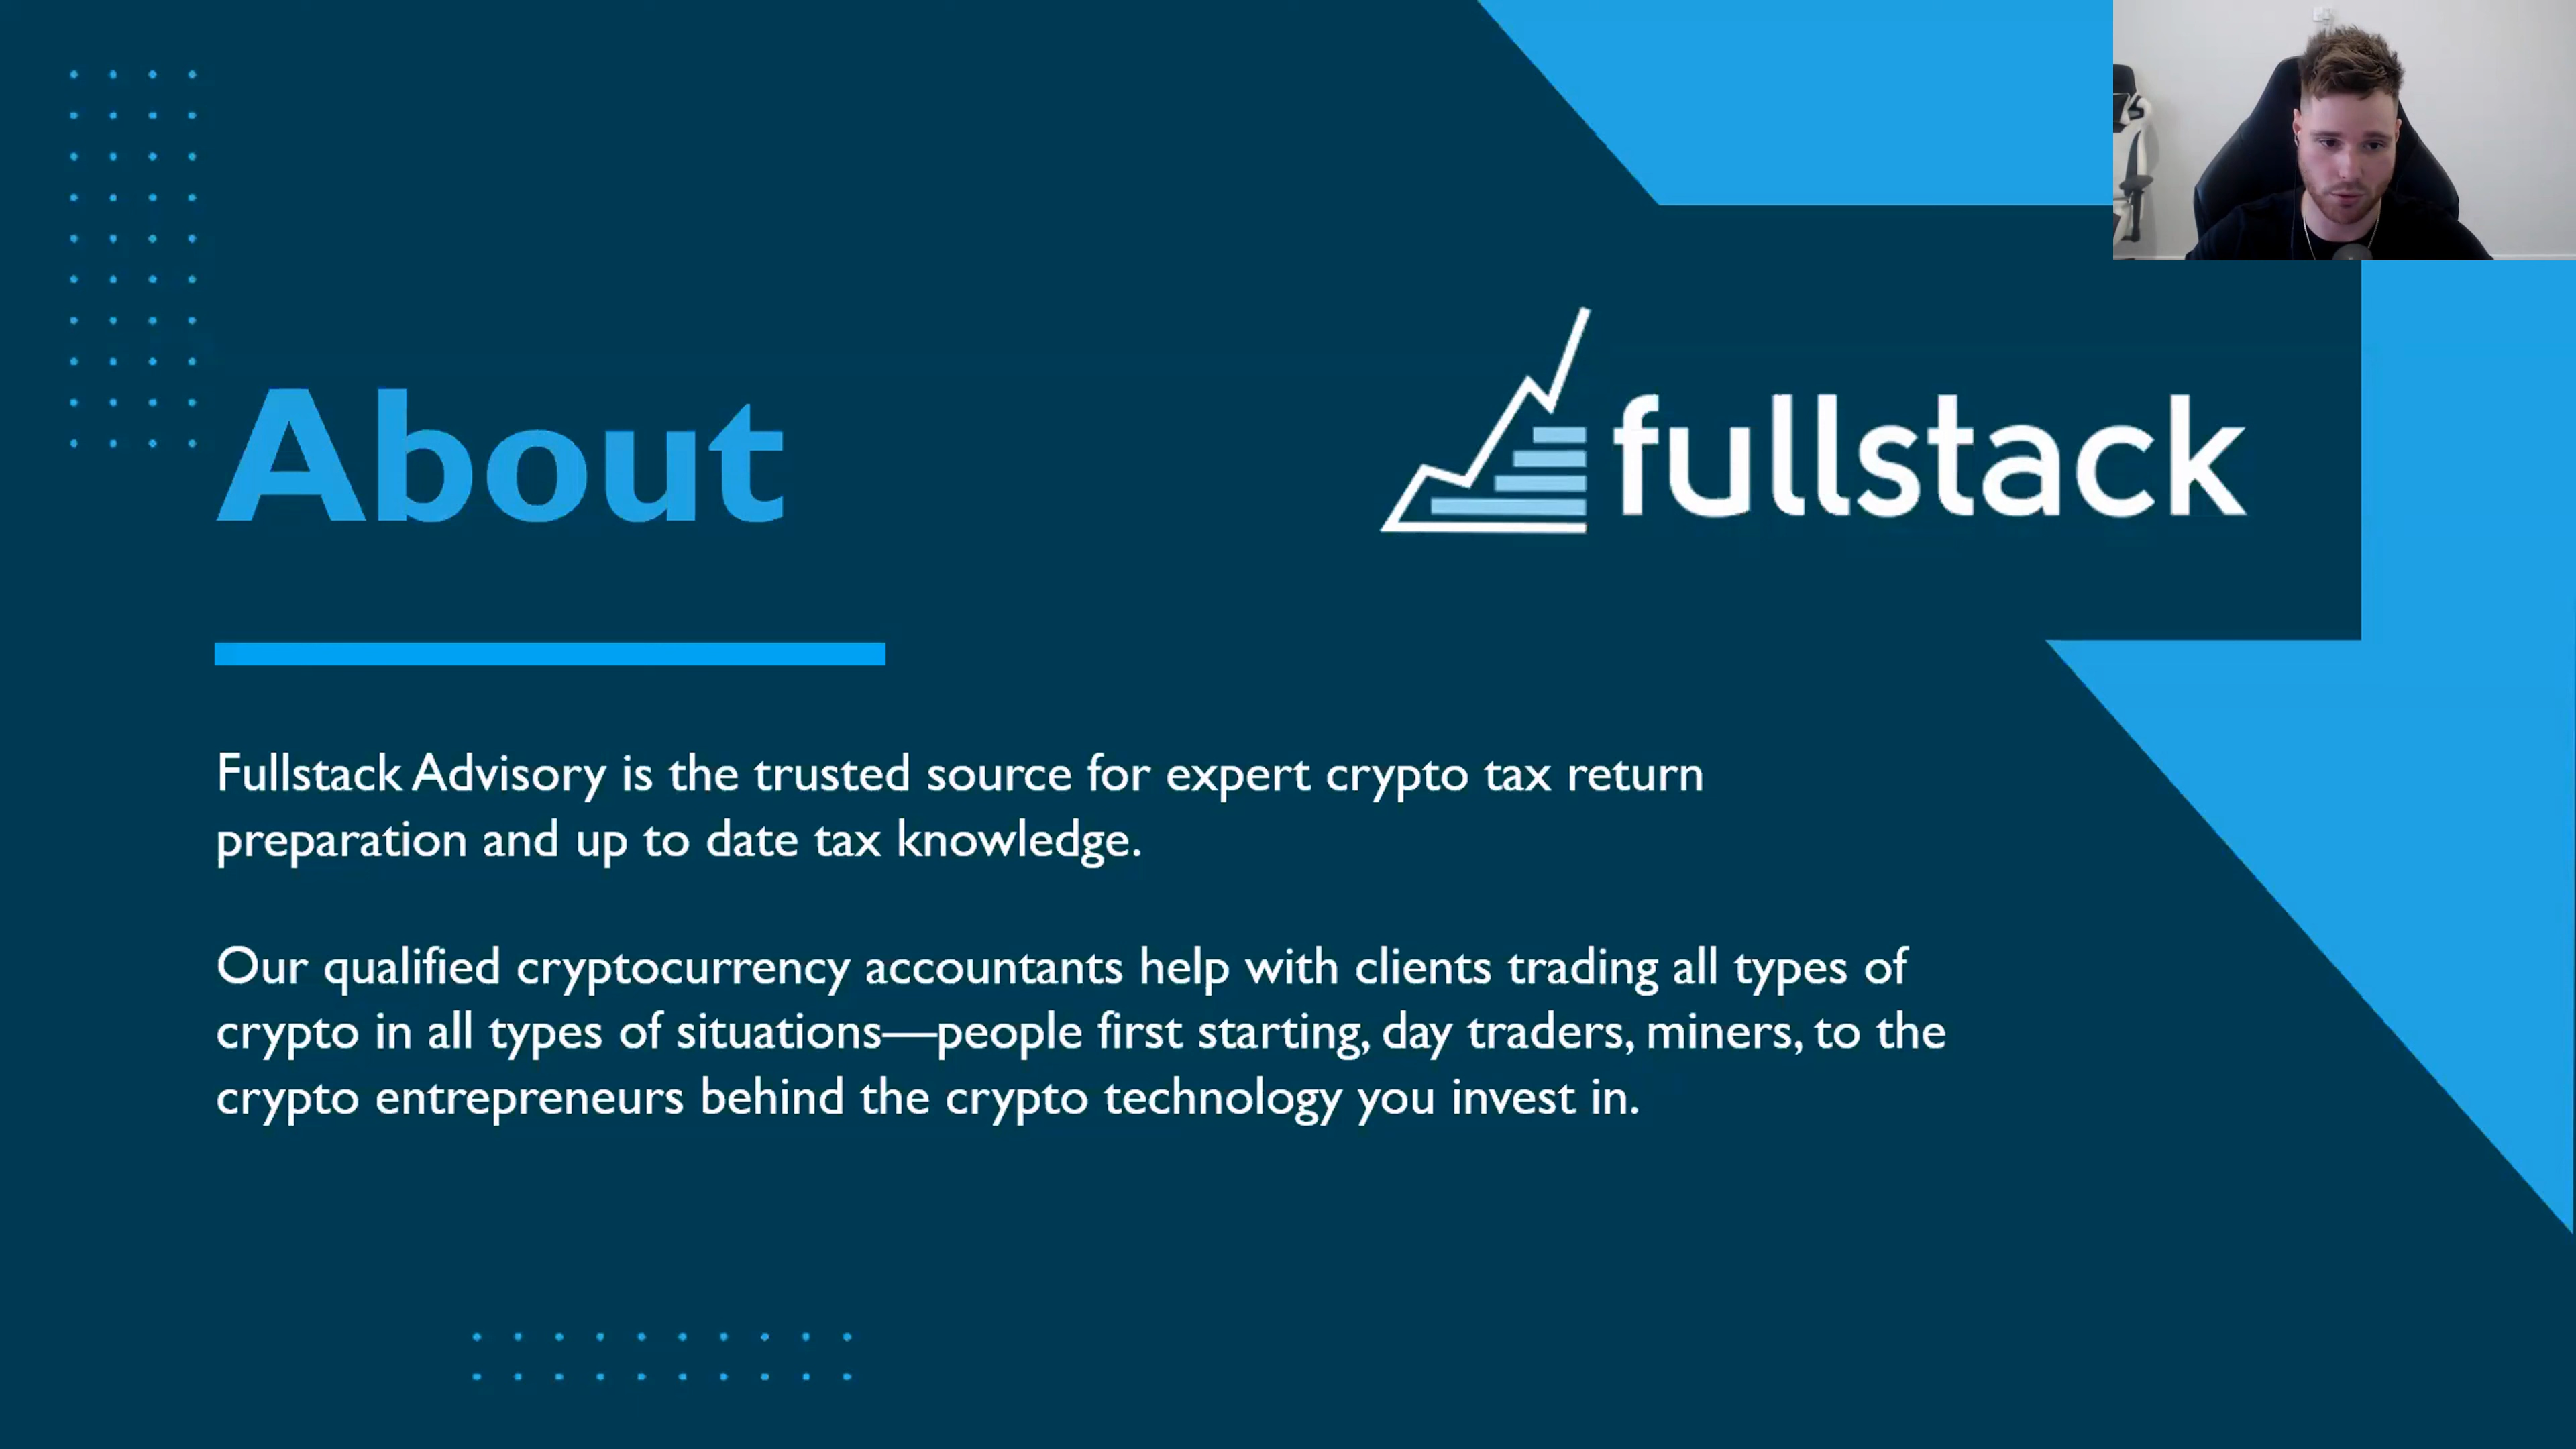 About
fullstack
Fullstack Advisory is the trusted source for expert crypto tax return
preparation and up to date tax knowledge.
Our qualified cryptocurrency accountants help with clients trading all types of
crypto in all types of situations—people first starting, day traders, miners, to the
crypto entrepreneurs behind the crypto technology you invest in.